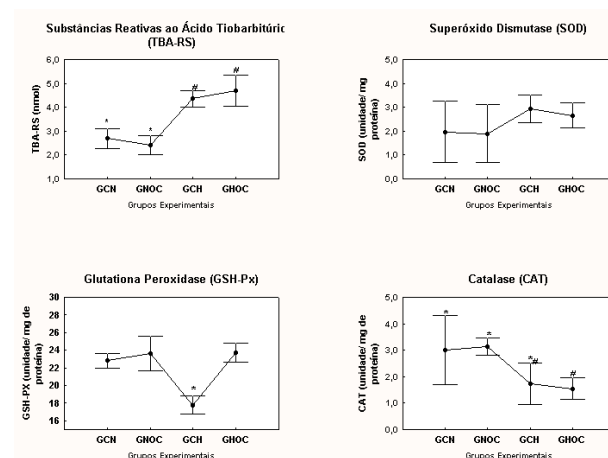 Substâncias Reativas ao Ácido Tiobarbitúric
(TBA-RS)
TBA-RS (nmol)
6,0
5,0
4,0
3,0
2,0
1,0
*
*
#
#
GCN GNOC GCH GHOC
Grupos Experimentais
Superóxido Dismutase (SOD)
SOD (unidade/ mg
proteína)
5,0
4,0
3,0
2,0
1,0
0,0
GCN GNOC GCH GHOC
Grupos Experimentais
Glutationa Peroxidase (GSH-Px)
GSH-PX (unidade/ mg de
proteína)
30
28
26
24
22
20
18
16
*
GCN GNOC GCH GHOC
Grupos Experimentais
Catalase (CAT)
CAT (unidade/ mg de
proteína)
5,0
4,0
3,0
2,0
1,0
0,0
*
*
*#
#
GCN GNOC GCH GHOC
Grupos Experimentais